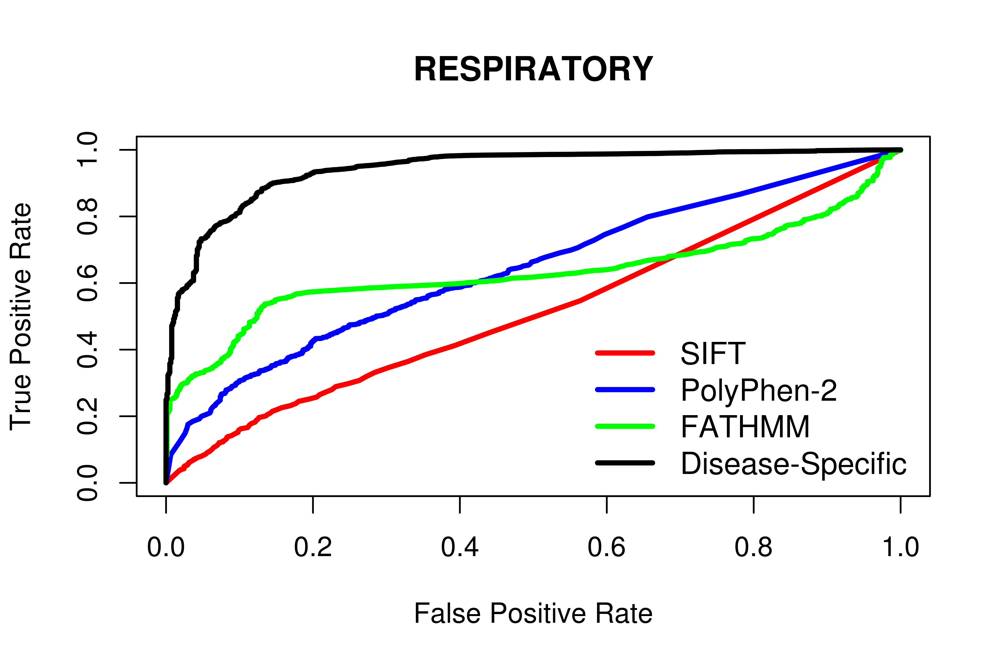 RESPIRATORY
True Positive Rate
1.0
0.8
0.6
0.4
0.2
0.0
SIFT
PolyPhen-2
FATHMM
Disease-Specific
0.0 0.2 0.4 0.6 0.8 1.0
False Positive Rate